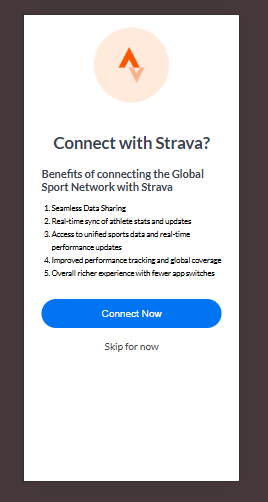 Connect with Strava?
Benefits of connecting the Global
Sport Network with Strava
1. Seamless Data Sharing
2. Real-time sync of athlete stats and updates
3. Access to unified sports data and real-time
performance updates
4. Improved performance tracking and global coverage
5. Overall richer experience with fewer app switches
Connect Now
Skip for now